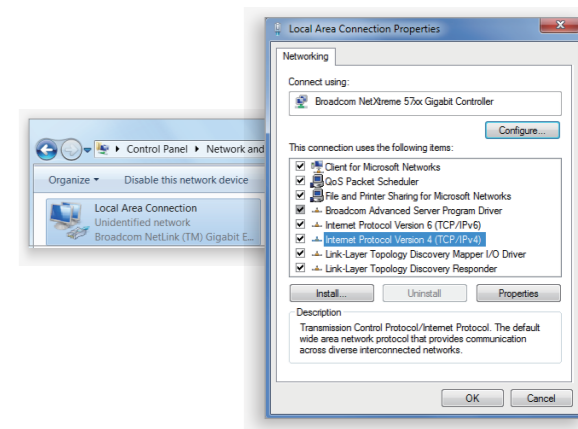 Control Panel Network and
Organize Disable this network device
Local Area Connection
Unidentified network
Broadcom NetLink (TM) Gigabit E...
Local Area Connection Properties
Networking
Connect using:
Broadcom NetXtreme 57xx Gigabit Controller
Configure...
This connection uses the following items:
Client for Microsoft Networks
QoS Packet Scheduler
File and Printer Sharing for Microsoft Networks
Broadcom Advanced Server Program Driver
Internet Protocol Version 6 (TCP/IPv6)
Internet Protocol Version 4 (TCP/IPv4)
Link-Layer Topology Discovery Mapper I/O Driver
Link-Layer Topology Discovery Responder
Install... Uninstall Properties
Description
Transmission Control Protocol/Internet Protocol. The default
wide area network protocol that provides communication
across diverse interconnected networks.
OK Cancel